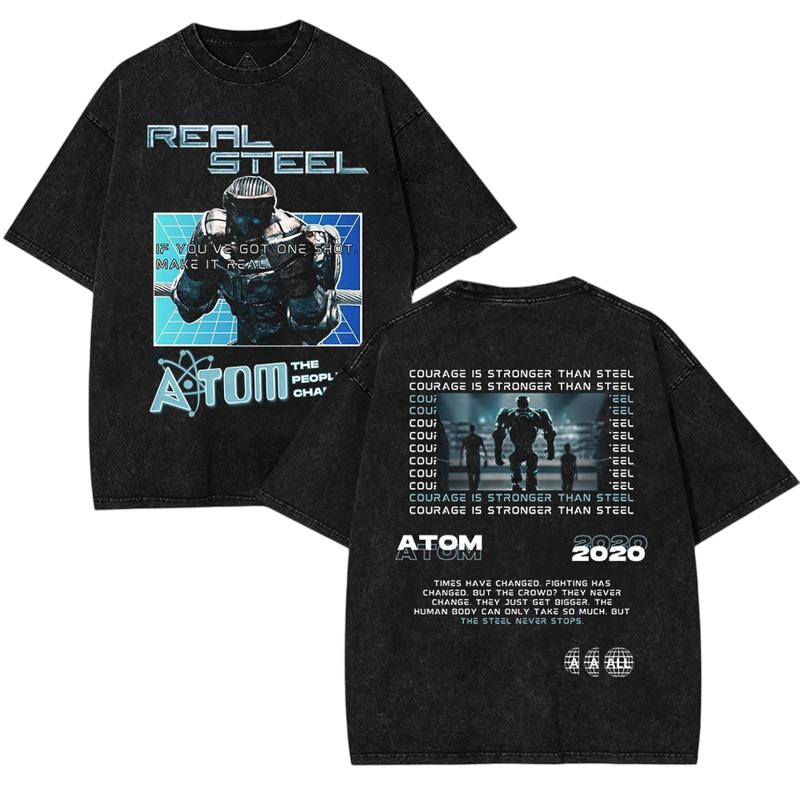 REAL
STEEL
IF YOU'VE GOT ONE SHOT.
MAKE IT REAL.
ATOM
THE
COURAGE IS STRONGER THAN STEEL
COURAGE IS STRONGER THAN STEEL
COURAGE IS STRONGER THAN STEEL
COURAGE IS STRONGER THAN STEEL
ATOM
ATOM
2020
2020
TIMES HAVE CHANGED. FIGHTING HAS
CHANGED. BUT THE CROWD? THEY NEVER
CHANGE. THEY JUST GET BIGGER. THE
HUMAN BODY CAN ONLY TAKE SO MUCH. BUT
THE STEEL NEVER STOPS.
A A ALL